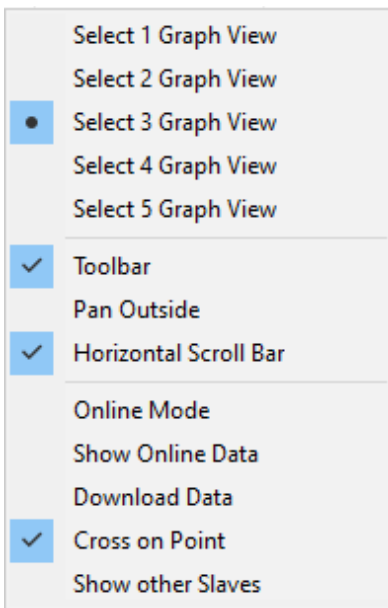 Select 1 Graph View
Select 2 Graph View
Select 3 Graph View
Select 4 Graph View
Select 5 Graph View
Toolbar
Pan Outside
Horizontal Scroll Bar
Online Mode
Show Online Data
Download Data
Cross on Point
Show other Slaves